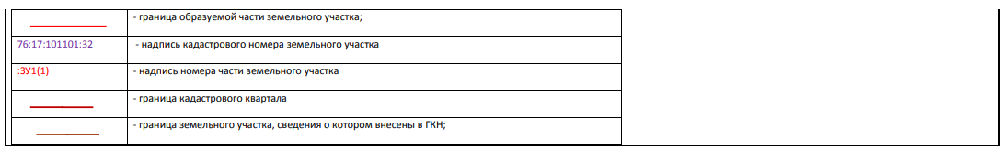 - граница образуемой части земельного участка;
76:17:101101:32 - надпись кадастрового номера земельного участка
:ЗУ1(1) - надпись номера части земельного участка
- граница кадастрового квартала
- граница земельного участка, сведения о котором внесены в ГКН;